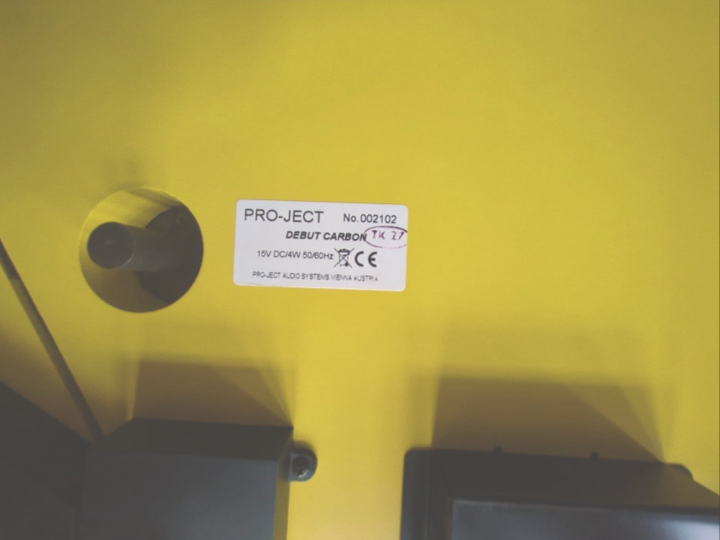 PRO-JECT No.002102
DEBUT CARBON TK 27
15V DC/4W 50/60Hz CE
PRO-JECT AUDIO SYSTEMS VIENNA AUSTRIA